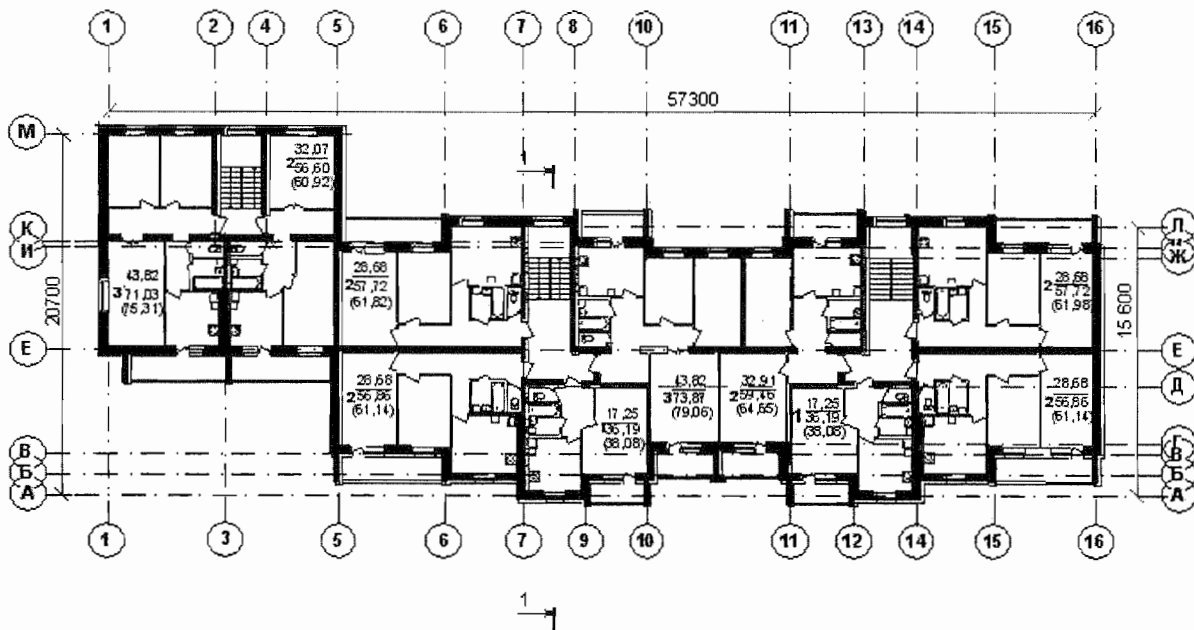 1 2 4 5 6 7 8 10 11 13 14 15 16
57300
М
К
И
Е
В
Б
А
20700
Л
Ж
Е
Д
Г
В
Б
А
15 600
1
32,07
2 56,60
(60,92)
43,82
3 71,03
(75,31)
28,68
2 57,72
(61,82)
28,68
2 57,72
(61,98)
28,68
2 56,86
(61,14)
17,25
1 36,19
(38,08)
43,82
3 73,87
(79,06)
32,91
2 59,46
(64,65)
17,25
1 36,19
(38,08)
28,68
2 56,86
(61,14)
1 3 5 6 7 9 10 11 12 14 15 16
1